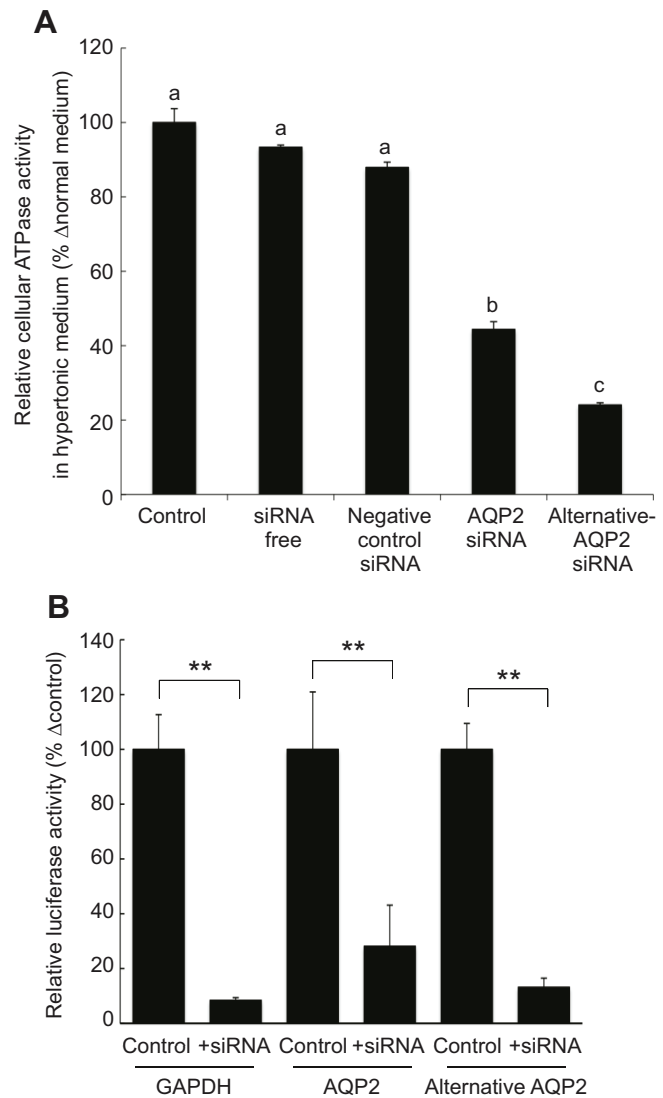 A
Relative cellular ATPase activity
in hypertonic medium (% Δnormal medium)
120
100
80
60
40
20
0
a
a
a
b
c
Control
siRNA
free
Negative
control
siRNA
AQP2
siRNA
Alternative-
AQP2
siRNA
B
Relative luciferase activity (% Δcontrol)
140
120
100
80
60
40
20
0
**
**
**
Control +siRNA Control +siRNA Control +siRNA
GAPDH AQP2 Alternative AQP2